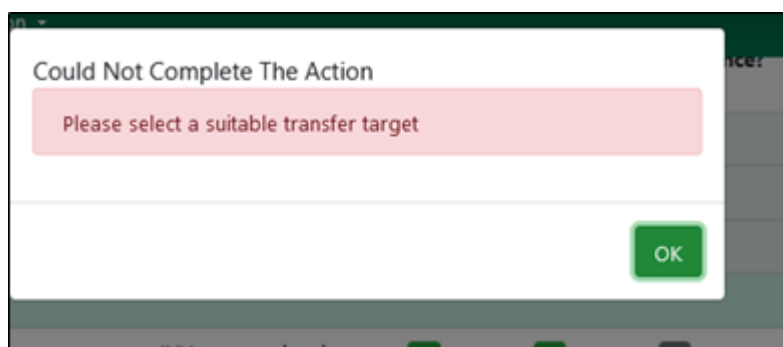 Could Not Complete The Action
Please select a suitable transfer target
OK